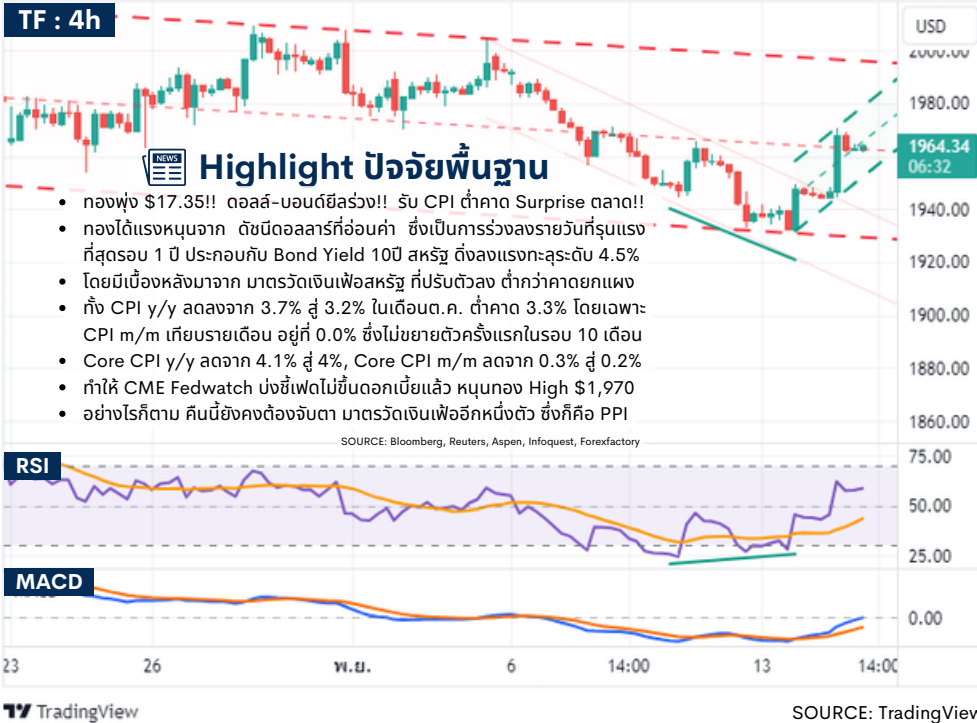 TF : 4h
USD
2000.00
1980.00
1964.34
06:32
1940.00
1920.00
1900.00
1880.00
1860.00
NEWS
Highlight ปัจจัยพื้นฐาน
• ทองพุ่ง $17.35!! ดอลล์-บอนด์ยีลร่วง!! รับ CPI ต่ำคาด Surprise ตลาด!!
• ทองได้แรงหนุนจาก ดัชนีดอลลาร์ที่อ่อนค่า ซึ่งเป็นการร่วงลงรายวันที่รุนแรง
ที่สุดรอบ 1 ปี ประกอบกับ Bond Yield 10ปี สหรัฐ ดิ่งลงแรงทะลุระดับ 4.5%
• โดยมีเบื้องหลังมาจาก มาตรวัดเงินเฟ้อสหรัฐ ที่ปรับตัวลง ต่ำกว่าคาดยกแผง
• ทั้ง CPI y/y ลดลงจาก 3.7% สู่ 3.2% ในเดือนต.ค. ต่ำคาด 3.3% โดยเฉพาะ
CPI m/m เทียบรายเดือน อยู่ที่ 0.0% ซึ่งไม่ขยายตัวครั้งแรกในรอบ 10 เดือน
• Core CPI y/y ลดจาก 4.1% สู่ 4%, Core CPI m/m ลดจาก 0.3% สู่ 0.2%
• ทำให้ CME Fedwatch บ่งชี้เฟดไม่ขึ้นดอกเบี้ยแล้ว หนุนทอง High $1,970
• อย่างไรก็ตาม คืนนี้ยังคงต้องจับตา มาตรวัดเงินเฟ้ออีกหนึ่งตัว ซึ่งก็คือ PPI
SOURCE: Bloomberg, Reuters, Aspen, Infoquest, Forexfactory
RSI
75.00
50.00
25.00
MACD
0.00
23 26 พ.ย. 6 14:00 13 14:00
TradingView
SOURCE: TradingView